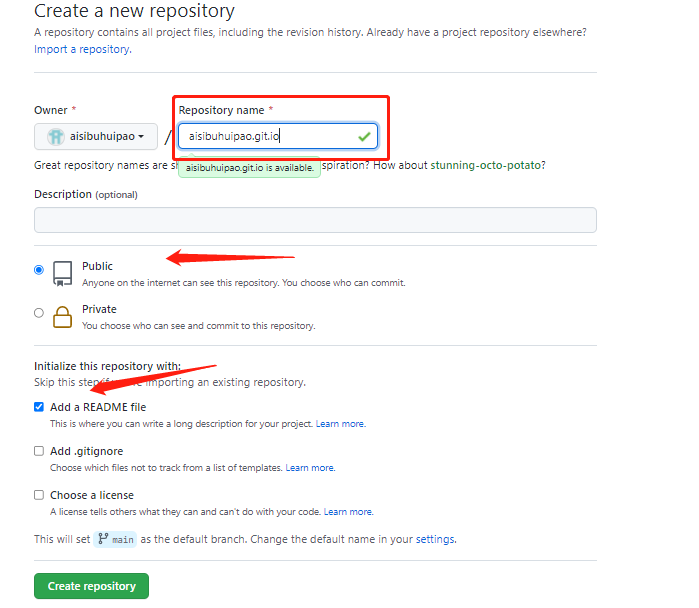 Create a new repository
A repository contains all project files, including the revision history. Already have a project repository elsewhere?
Import a repository.
Owner *
Repository name *
aisibuhuipao
/
aisibuhuipao.git.io
Great repository names are
spiration? How about stunning-octo-potato?
aisibuhuipao.git.io is available.
Description (optional)
Public
Anyone on the internet can see this repository. You choose who can commit.
Private
You choose who can see and commit to this repository.
Initialize this repository with:
Skip this step importing an existing repository.
Add a README file
This is where you can write a long description for your project. Learn more.
Add .gitignore
Choose which files not to track from a list of templates. Learn more.
Choose a license
A license tells others what they can and can't do with your code. Learn more.
This will set main as the default branch. Change the default name in your settings.
Create repository